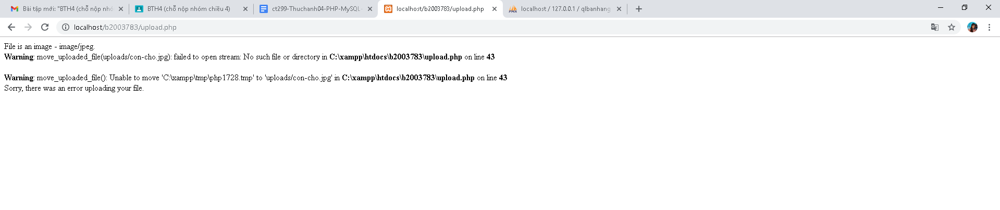 Bài tập mới: "BTH4 (chỗ nộp nhó
BTH4 (chỗ nộp nhóm chiều 4)
ct299-Thuchanh04-PHP-MySQL-
localhost/b2003783/upload.php
localhost / 127.0.0.1 / qlbanhang
localhost/b2003783/upload.php
File is an image - image/jpeg.
Warning: move_uploaded_file(uploads/con-cho.jpg): failed to open stream: No such file or directory in C:\xampp\htdocs\b2003783\upload.php on line 43
Warning: move_uploaded_file(): Unable to move 'C:\xampp\tmp\php1728.tmp' to 'uploads/con-cho.jpg' in C:\xampp\htdocs\b2003783\upload.php on line 43
Sorry, there was an error uploading your file.